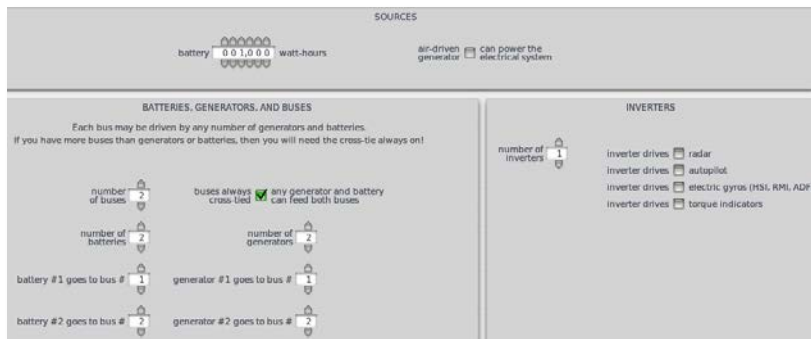 SOURCES
battery 001,000 watt-hours
air-driven generator can power the electrical system
BATTERIES, GENERATORS, AND BUSES
Each bus may be driven by any number of generators and batteries.
If you have more buses than generators or batteries, then you will need the cross-tie always on!
number of buses 2
buses always cross-tied any generator and battery can feed both buses
number of batteries 2
number of generators 2
battery #1 goes to bus # 1
generator #1 goes to bus # 1
battery #2 goes to bus # 2
generator #2 goes to bus # 2
INVERTERS
number of inverters 1
inverter drives radar
inverter drives autopilot
inverter drives electric gyros (HSI, RMI, ADF
inverter drives torque indicators